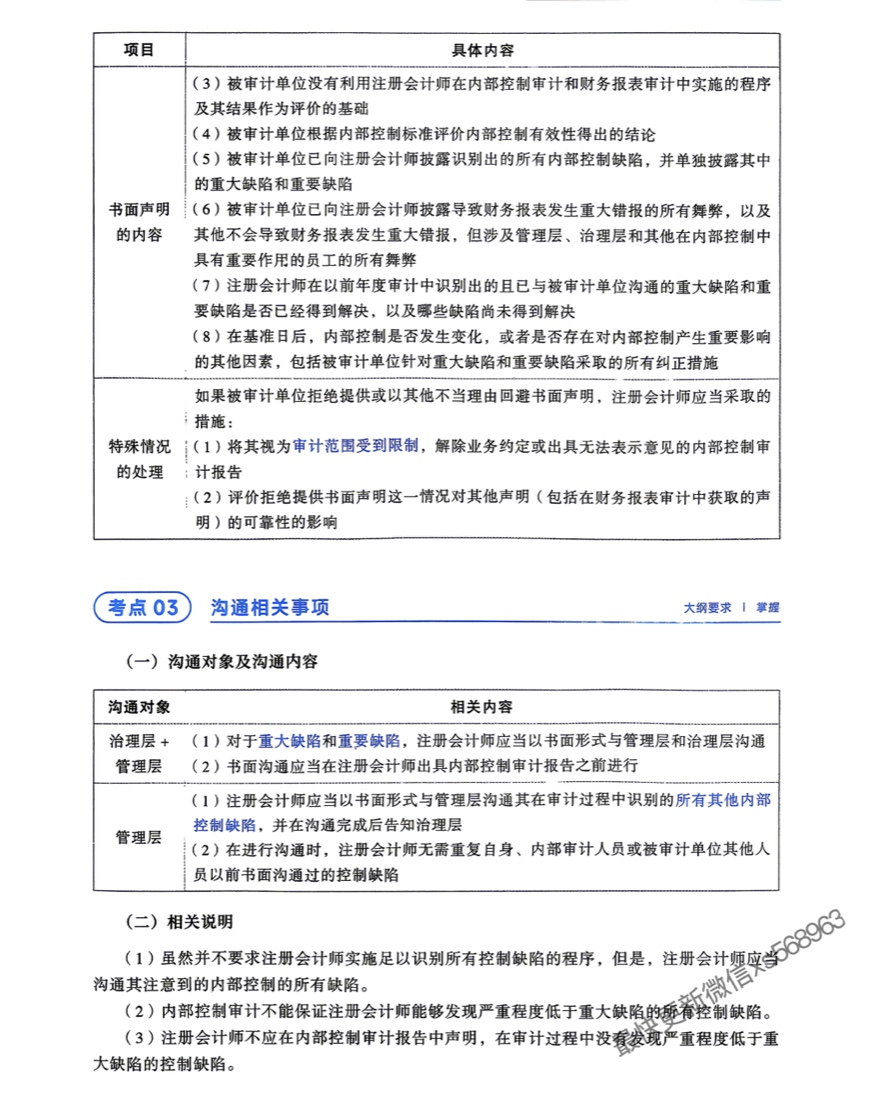 项目 具体内容
（3）被审计单位没有利用注册会计师在内部控制审计和财务报表审计中实施的程序
及其结果作为评价的基础
（4）被审计单位根据内部控制标准评价内部控制有效性得出的结论
（5）被审计单位已向注册会计师披露识别出的所有内部控制缺陷，并单独披露其中
的重大缺陷和重要缺陷
书面声明
的内容
（6）被审计单位已向注册会计师披露导致财务报表发生重大错报的所有舞弊，以及
其他不会导致财务报表发生重大错报，但涉及管理层、治理层和其他在内部控制中
具有重要作用的员工的所有舞弊
（7）注册会计师在以前年度审计中识别出的且已与被审计单位沟通的重大缺陷和重
要缺陷是否已经得到解决，以及哪些缺陷尚未得到解决
（8）在基准日后，内部控制是否发生变化，或者是否存在对内部控制产生重要影响
的其他因素，包括被审计单位针对重大缺陷和重要缺陷采取的所有纠正措施
特殊情况
的处理
如果被审计单位拒绝提供或以其他不当理由回避书面声明，注册会计师应当采取的
措施：
（1）将其视为审计范围受到限制，解除业务约定或出具无法表示意见的内部控制审
计报告
（2）评价拒绝提供书面声明这一情况对其他声明（包括在财务报表审计中获取的声
明）的可靠性的影响
考点 03 沟通相关事项 大纲要求 | 掌握
（一）沟通对象及沟通内容
沟通对象 相关内容
治理层+
管理层
（1）对于重大缺陷和重要缺陷，注册会计师应当以书面形式与管理层和治理层沟通
（2）书面沟通应当在注册会计师出具内部控制审计报告之前进行
管理层
（1）注册会计师应当以书面形式与管理层沟通其在审计过程中识别的所有其他内部
控制缺陷，并在沟通完成后告知治理层
（2）在进行沟通时，注册会计师无需重复自身、内部审计人员或被审计单位其他人
员以前书面沟通过的控制缺陷
（二）相关说明
（1）虽然并不要求注册会计师实施足以识别所有控制缺陷的程序，但是，注册会计师应当
沟通其注意到的内部控制的所有缺陷。
（2）内部控制审计不能保证注册会计师能够发现严重程度低于重大缺陷的所有控制缺陷。
（3）注册会计师不应在内部控制审计报告中声明，在审计过程中没有发现严重程度低于重
大缺陷的控制缺陷。
最快更新微信xs568963